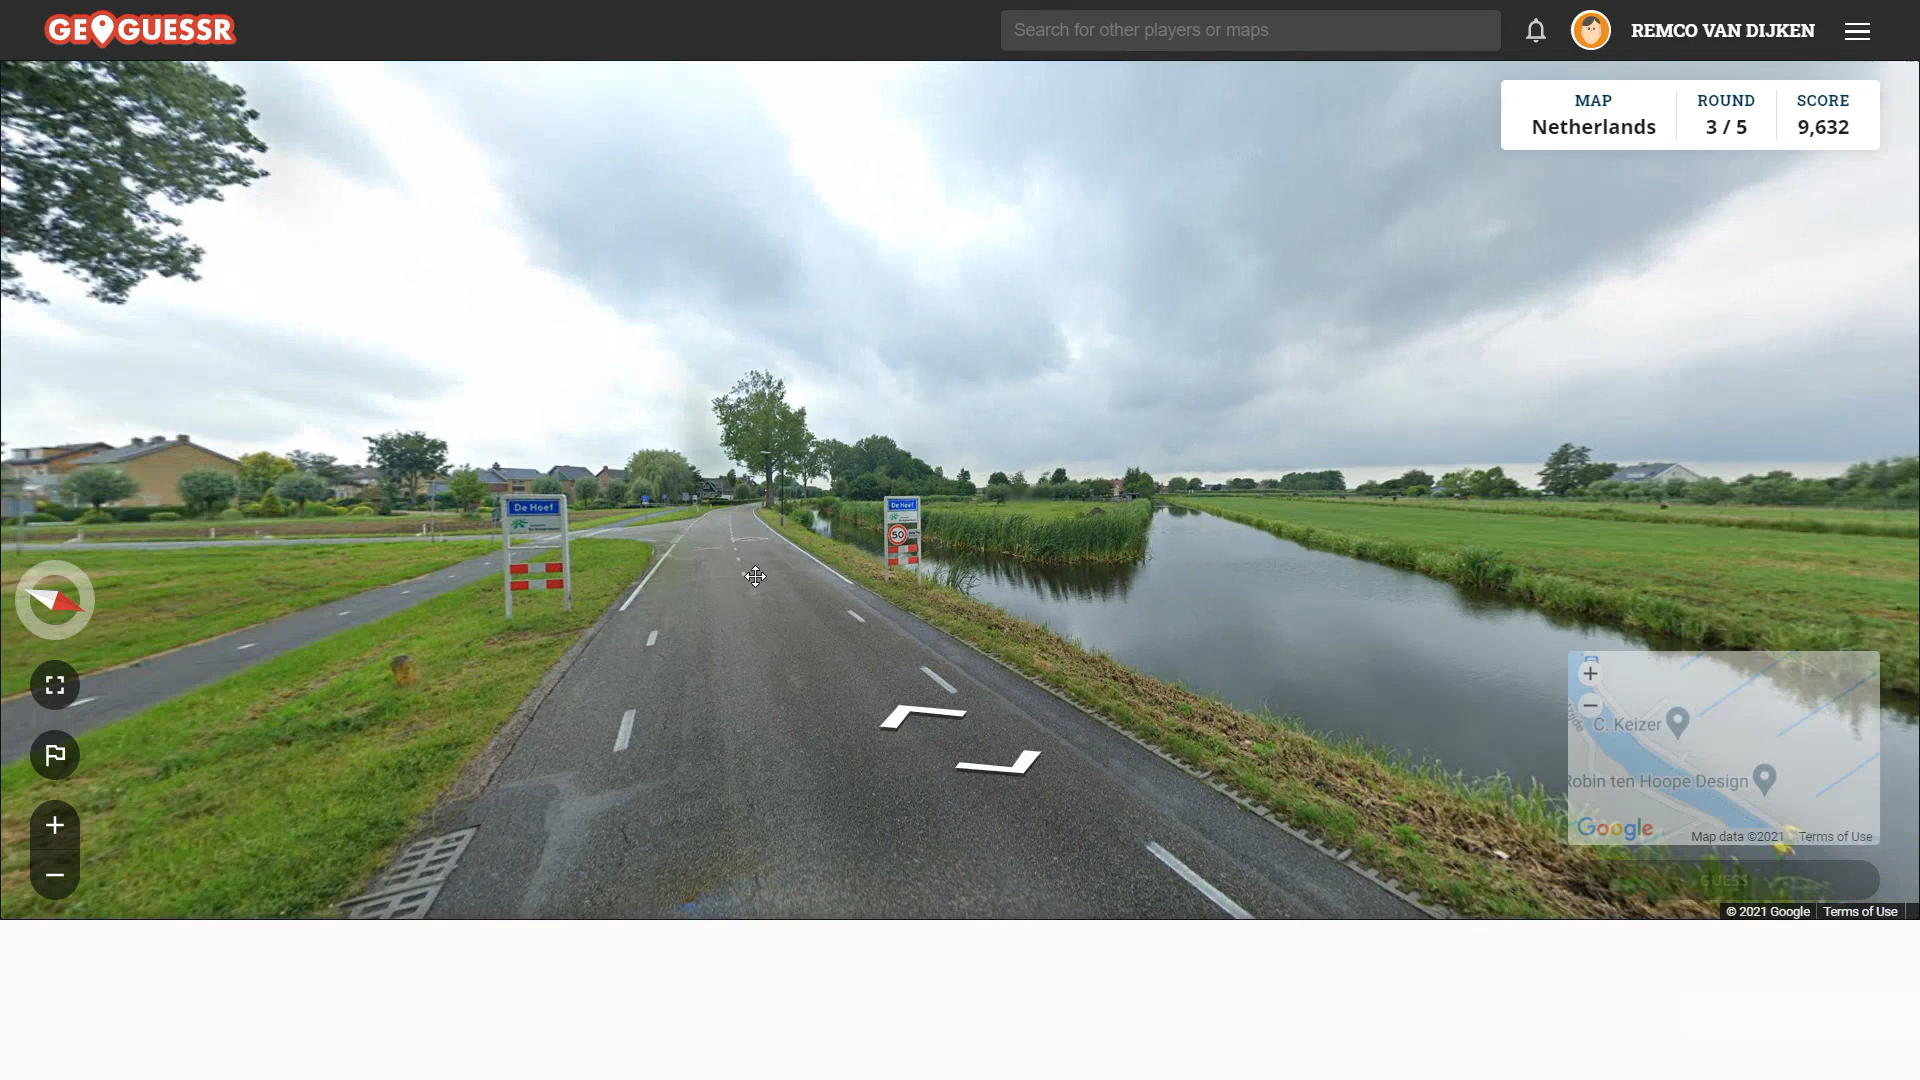 GEOGUESSR
Search for other players or maps
REMCO VAN DIJKEN
MAP
Netherlands
ROUND
3 / 5
SCORE
9,632
De Hoef
De Hoef
50
C. Keizer
Robin ten Hoope Design
Google
Map data ©2021
Terms of Use
GUESS
© 2021 Google
Terms of Use